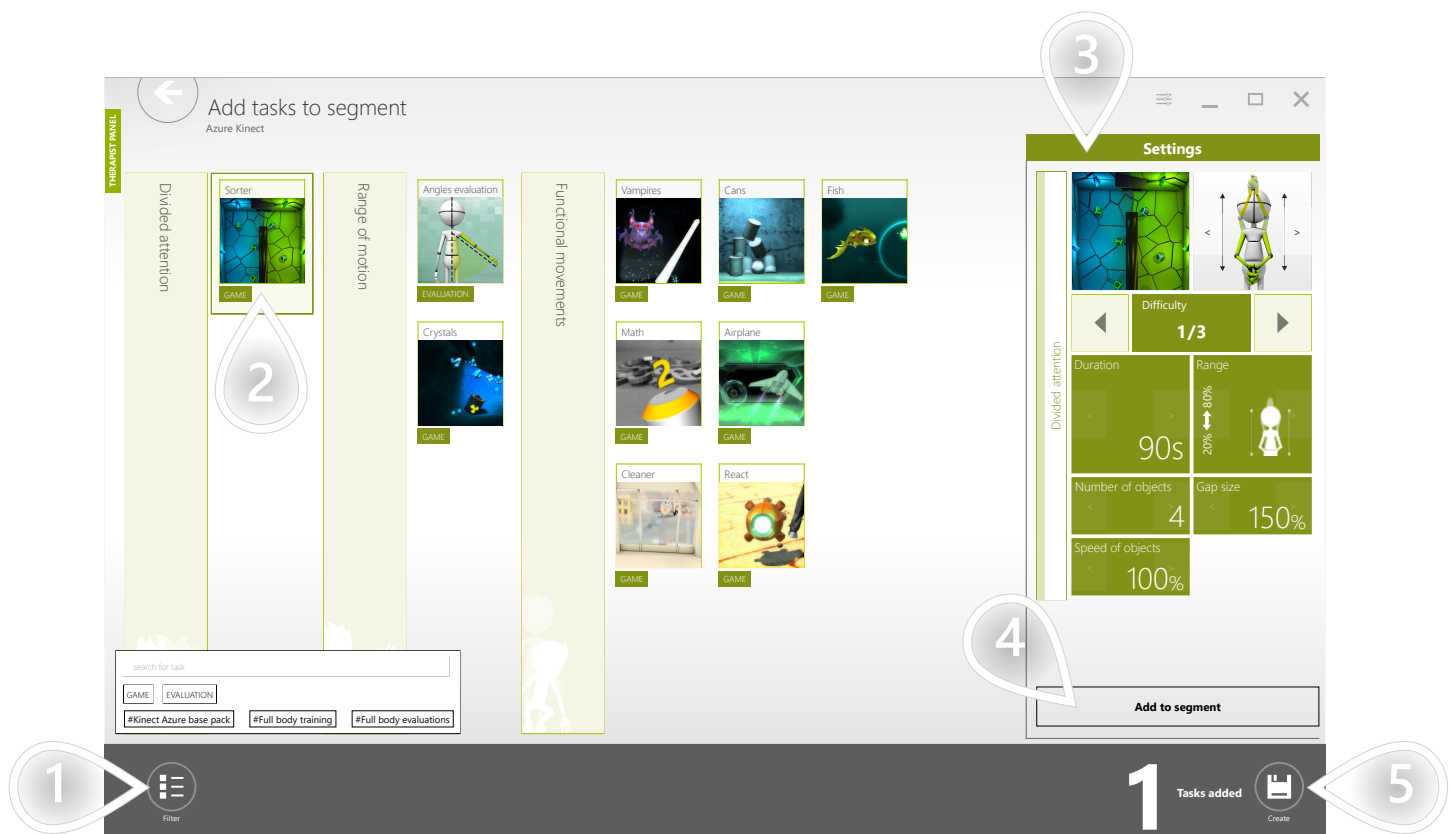 3
Add tasks to segment
Azure Kinect
THERAPIST PANEL
Settings
Divided attention
Sorter
GAME
2
Range of motion
Angles evaluation
EVALUATION
Crystals
GAME
Functional movements
Vampires
GAME
Cans
GAME
Fish
GAME
Math
2
GAME
Airplane
GAME
Cleaner
GAME
React
GAME
Divided attention
< >
Difficulty
1/3
Duration
< >
90s
Range
20% 80%
Number of objects
< >
4
Gap size
< >
150%
Speed of objects
< >
100%
4
Add to segment
search for task
GAME EVALUATION
#Kinect Azure base pack #Full body training #Full body evaluations
1
Filter
1 Tasks added
Create
5